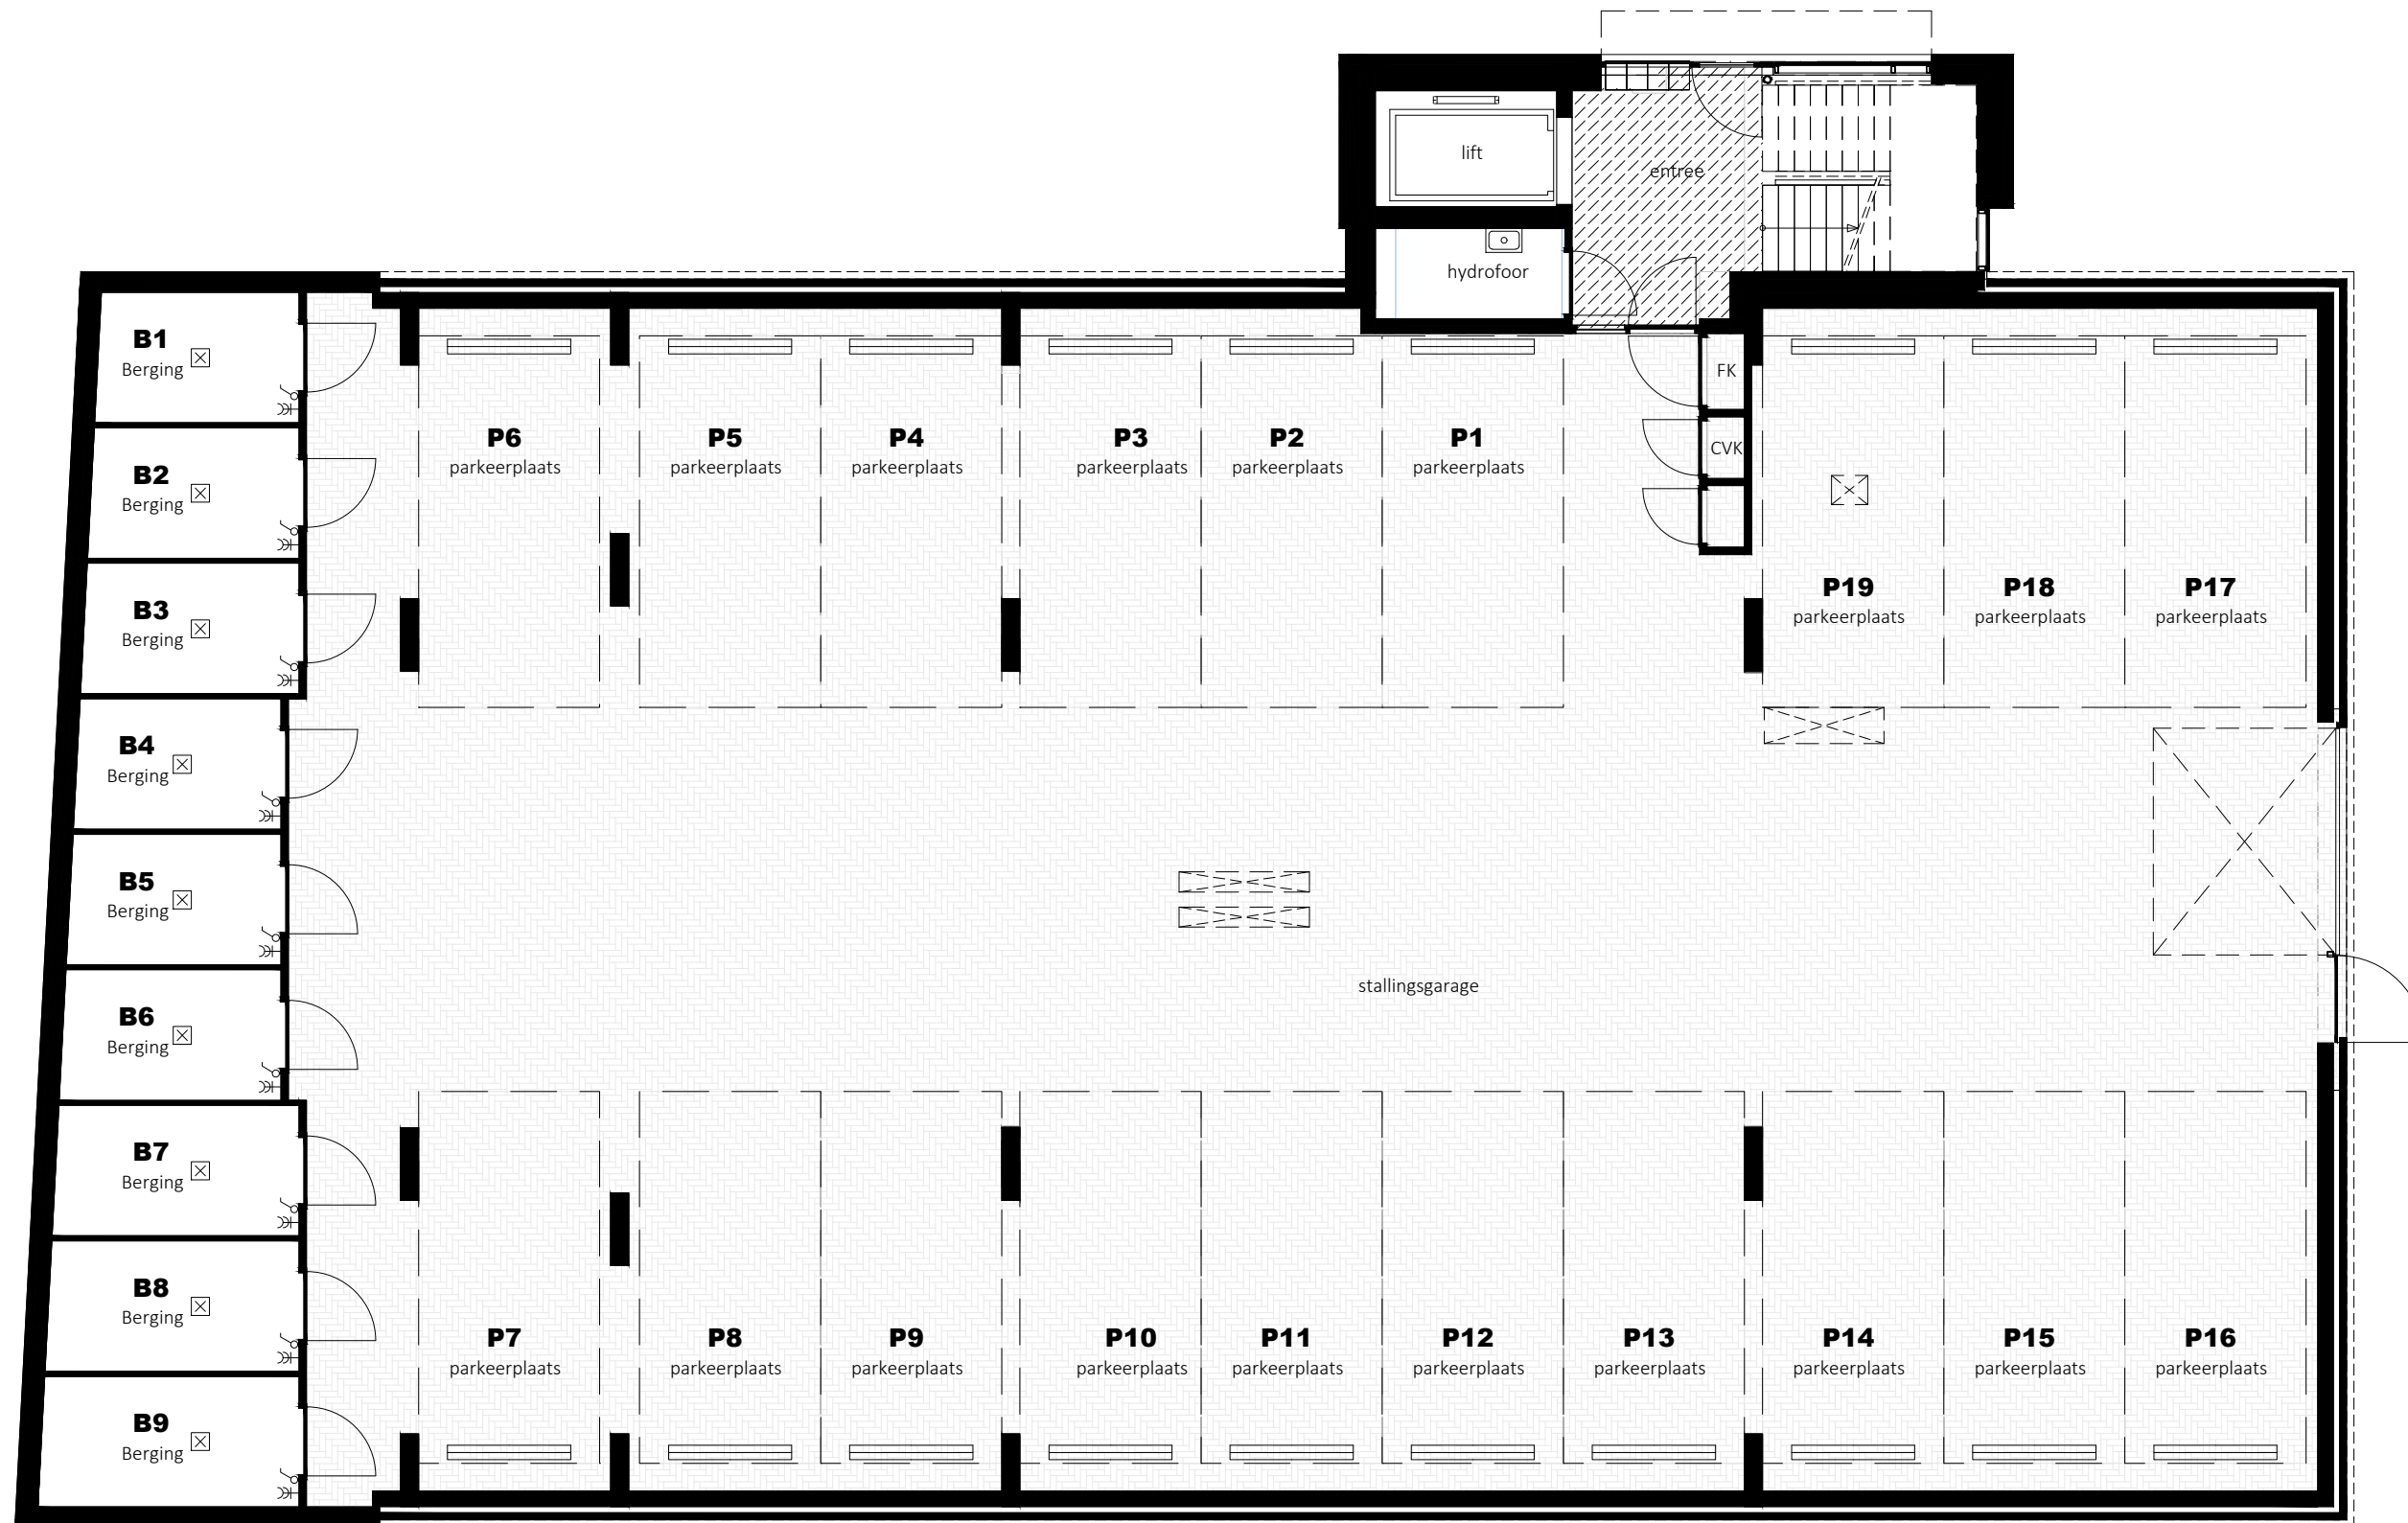 lift
entree
hydrofoor
B1
Berging
B2
Berging
B3
Berging
B4
Berging
B5
Berging
B6
Berging
B7
Berging
B8
Berging
B9
Berging
P6
parkeerplaats
P5
parkeerplaats
P4
parkeerplaats
P3
parkeerplaats
P2
parkeerplaats
P1
parkeerplaats
FK
CVK
P19
parkeerplaats
P18
parkeerplaats
P17
parkeerplaats
stallingsgarage
P7
parkeerplaats
P8
parkeerplaats
P9
parkeerplaats
P10
parkeerplaats
P11
parkeerplaats
P12
parkeerplaats
P13
parkeerplaats
P14
parkeerplaats
P15
parkeerplaats
P16
parkeerplaats